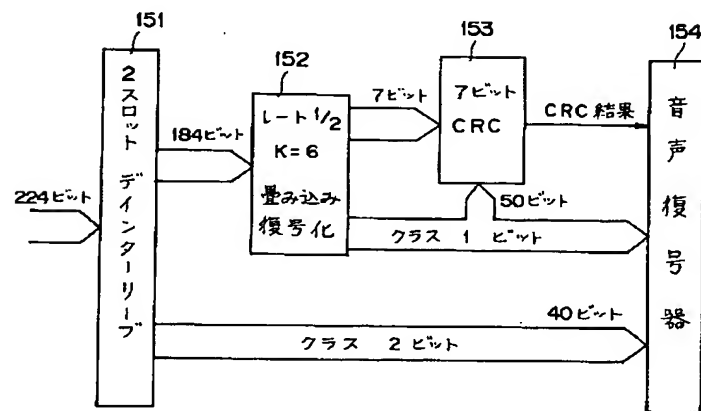 151
2スロット デインターリーブ
224ビット
184ビット
152
レート 1/2
K=6
畳み込み
復号化
7ビット
153
7ビット
CRC
CRC 結果
50ビット
クラス 1 ビット
40ビット
クラス 2 ビット
154
音声復号器